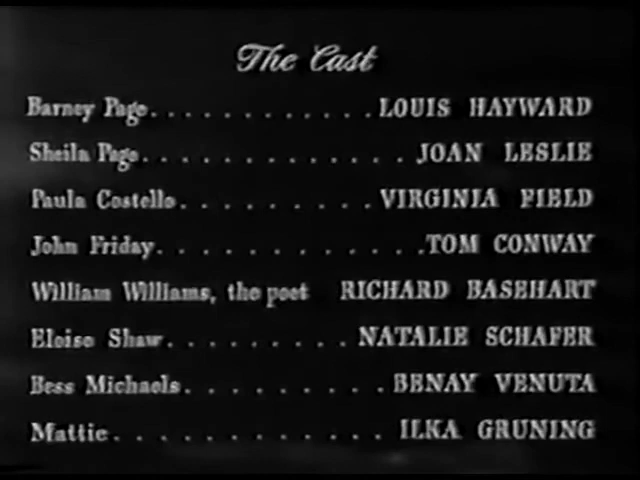 The Cast
Barney Page............LOUIS HAYWARD
Sheila Page.............JOAN LESLIE
Paula Costello.........VIRGINIA FIELD
John Friday............TOM CONWAY
William Williams, the poet RICHARD BASEHART
Eloise Shaw.........NATALIE SCHAFER
Bess Michaels.........BENAY VENUTA
Mattie.............ILKA GRUNING